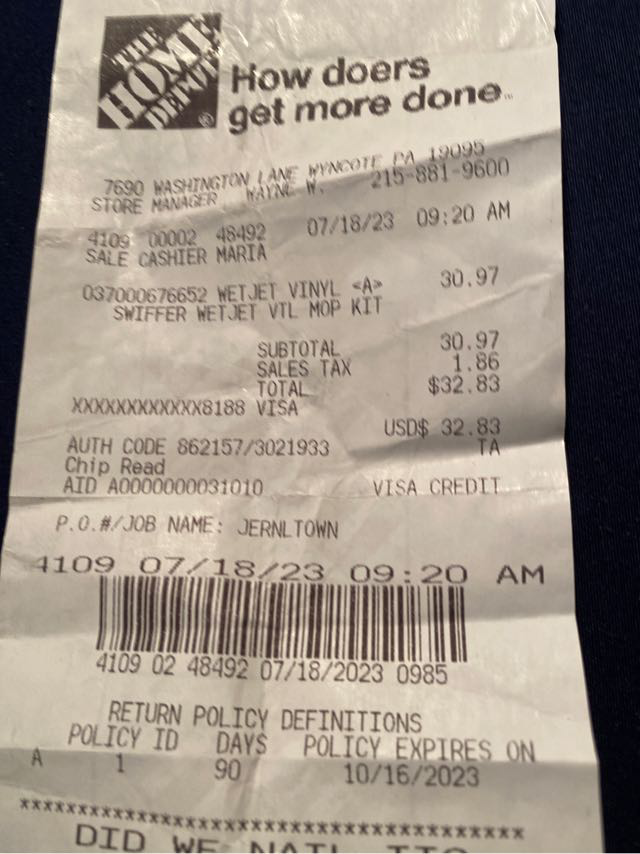 THE
HOME
DEPOT
®
How doers
get more done™
7690 WASHINGTON LANE WYNCOTE PA 19095
STORE MANAGER WAYNE W. 215-881-9600
4109 00002 48492 07/18/23 09:20 AM
SALE CASHIER MARIA
037000676652 WETJET VINYL <A> 30.97
SWIFFER WETJET VTL MOP KIT
SUBTOTAL 30.97
SALES TAX 1.86
TOTAL $32.83
XXXXXXXXXXXX8188 VISA
USD$ 32.83
AUTH CODE 862157/3021933 TA
Chip Read
AID A0000000031010 VISA CREDIT
P.O.#/JOB NAME: JERNLTOWN
4109 07/18/23 09:20 AM
4109 02 48492 07/18/2023 0985
RETURN POLICY DEFINITIONS
POLICY ID DAYS POLICY EXPIRES ON
A 1 90 10/16/2023
****************************************
DID WE NAIL